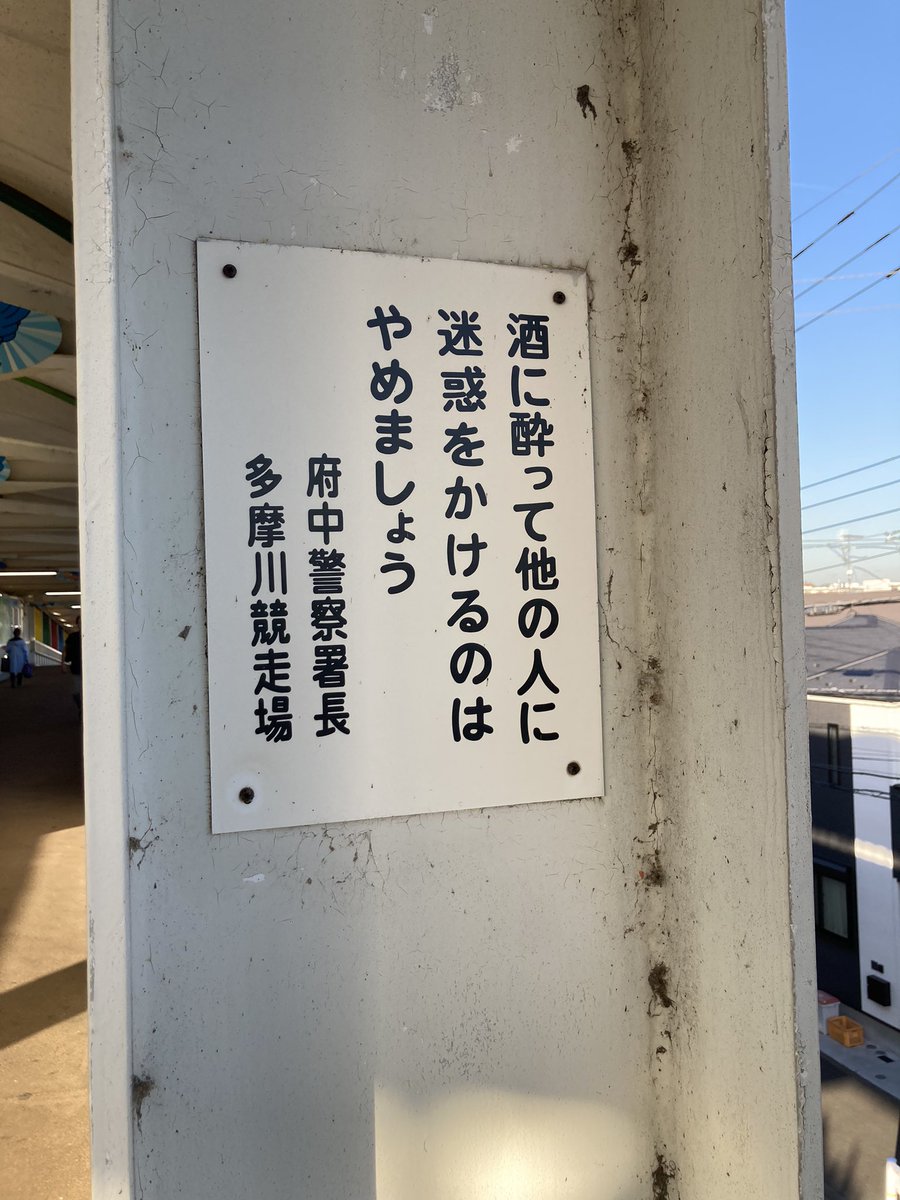 酒に酔って他の人に
迷惑をかけるのは
やめましょう
府中警察署長
多摩川競走場